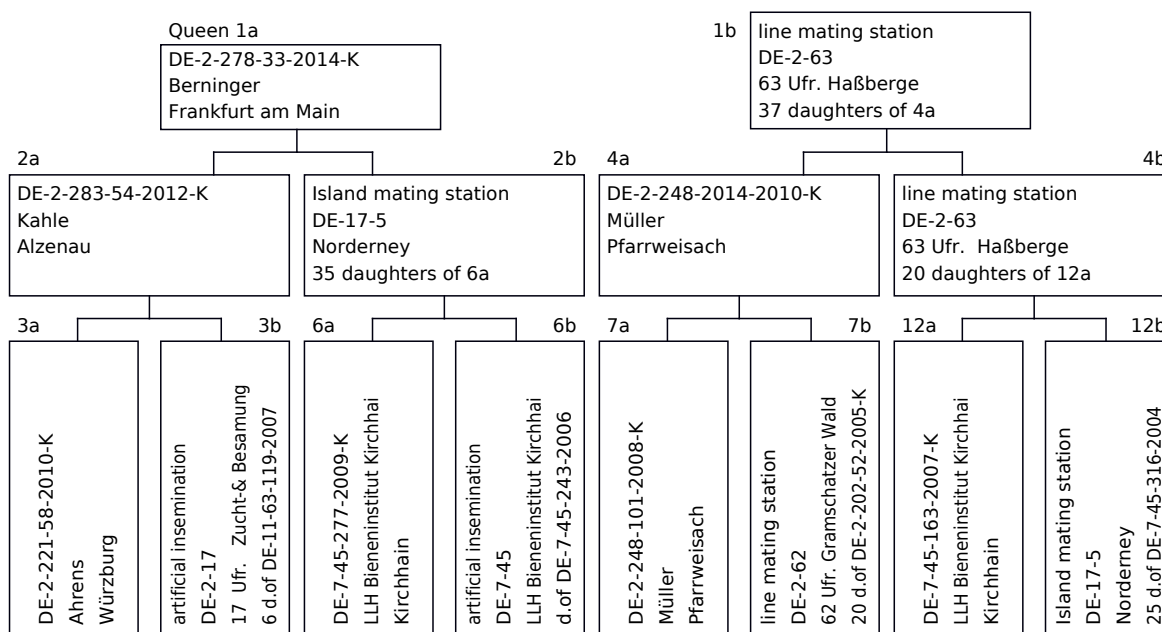 Queen 1a
DE-2-278-33-2014-K
Berninger
Frankfurt am Main
1b
line mating station
DE-2-63
63 Ufr. Haßberge
37 daughters of 4a
2a
DE-2-283-54-2012-K
Kahle
Alzenau
2b
Island mating station
DE-17-5
Norderney
35 daughters of 6a
4a
DE-2-248-2014-2010-K
Müller
Pfarrweisach
4b
line mating station
DE-2-63
63 Ufr. Haßberge
20 daughters of 12a
3a
DE-2-221-58-2010-K
Ahrens
Würzburg
3b
artificial insemination
DE-2-17
17 Ufr. Zucht-& Besamung
6 d.of DE-11-63-119-2007
6a
DE-7-45-277-2009-K
LLH Bieneninstitut Kirchhai
Kirchhain
6b
artificial insemination
DE-7-45
LLH Bieneninstitut Kirchhai
d.of DE-7-45-243-2006
7a
DE-2-248-101-2008-K
Müller
Pfarrweisach
7b
line mating station
DE-2-62
62 Ufr. Gramschatzer Wald
20 d.of DE-2-202-52-2005-K
12a
DE-7-45-163-2007-K
LLH Bieneninstitut Kirchhai
Kirchhain
12b
Island mating station
DE-17-5
Norderney
25 d.of DE-7-45-316-2004